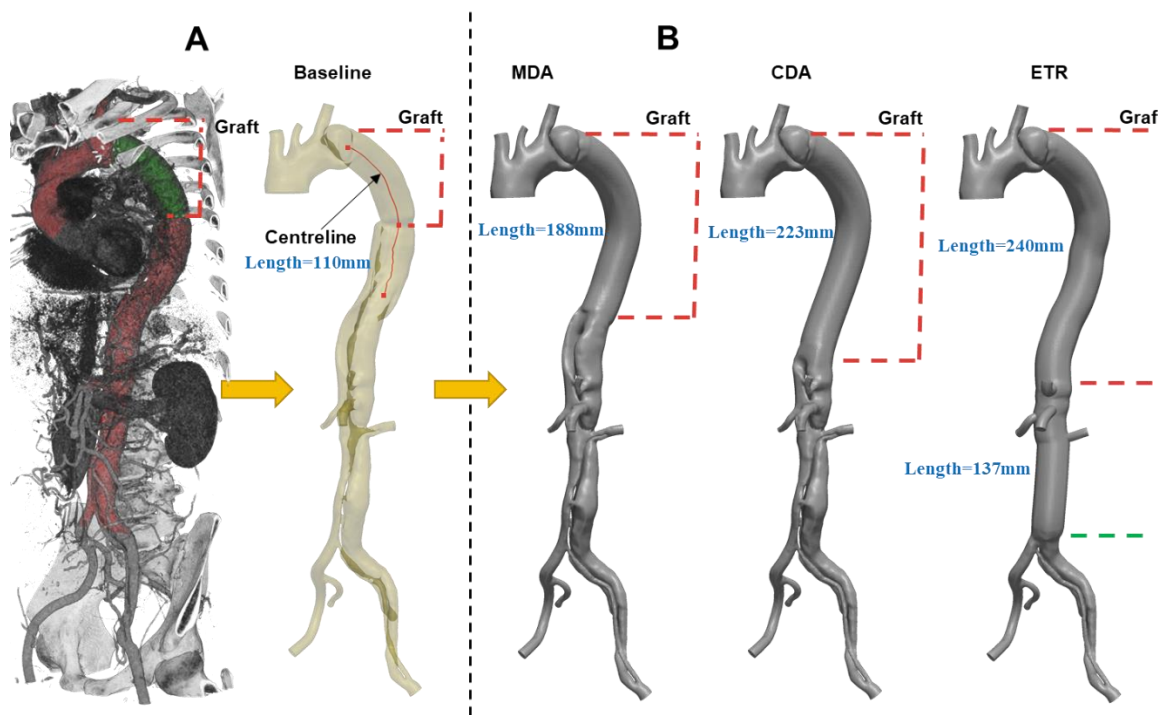 A
B
Baseline
MDA
CDA
ETR
Graft
Graft
Graft
Graft
Graf
Centreline
Length=110mm
Length=188mm
Length=223mm
Length=240mm
Length=137mm